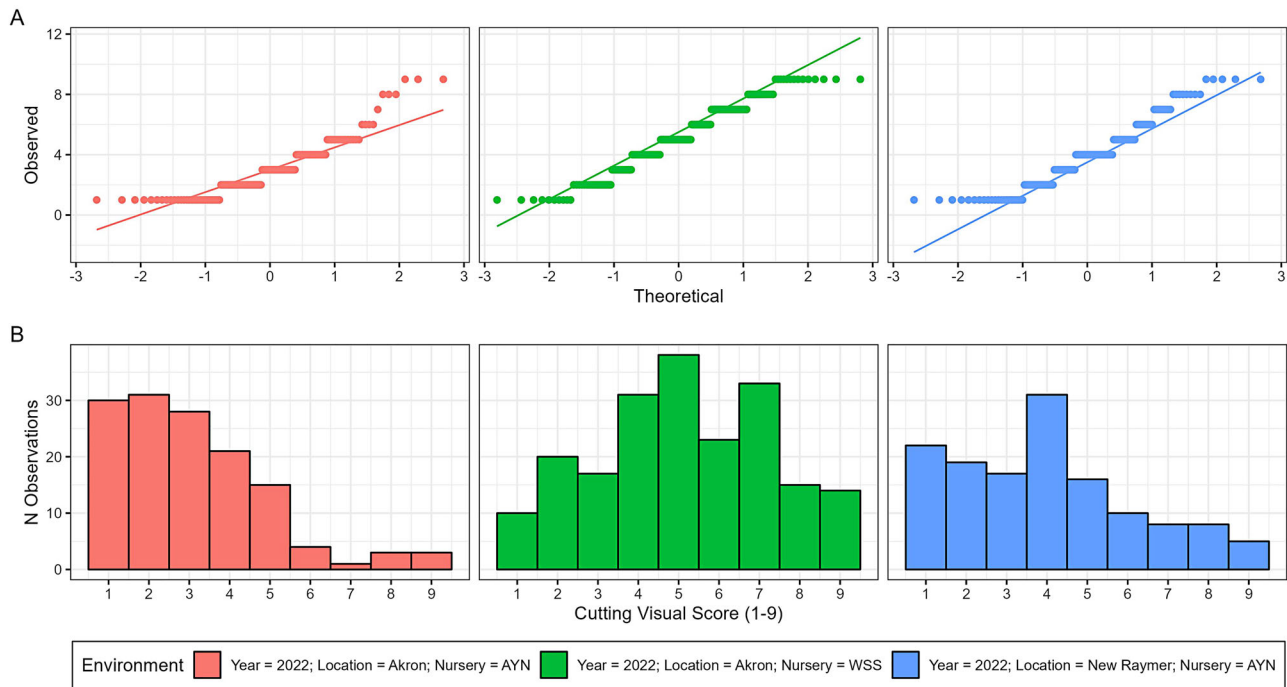 A
Observed
12
8
4
0
-3 -2 -1 0 1 2 3
-3 -2 -1 0 1 2 3
-3 -2 -1 0 1 2 3
Theoretical
B
N Observations
30
20
10
0
1 2 3 4 5 6 7 8 9
1 2 3 4 5 6 7 8 9
1 2 3 4 5 6 7 8 9
Cutting Visual Score (1-9)
Environment Year = 2022; Location = Akron; Nursery = AYN Year = 2022; Location = Akron; Nursery = WSS Year = 2022; Location = New Raymer; Nursery = AYN